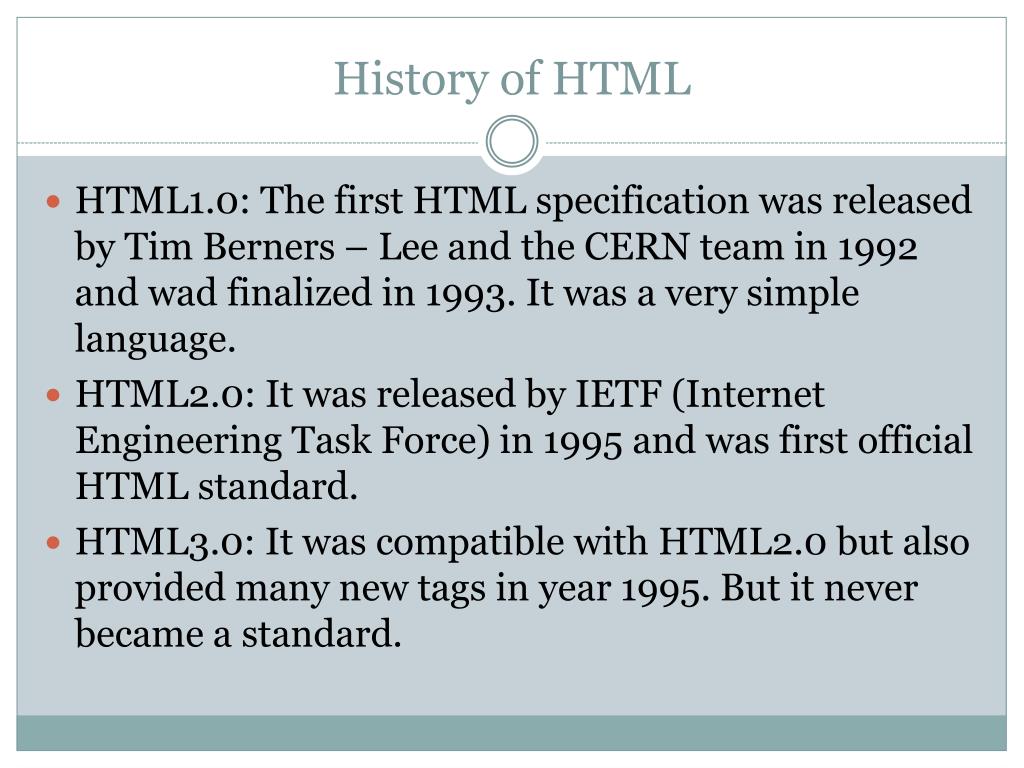 History of HTML
• HTML1.0: The first HTML specification was released
by Tim Berners – Lee and the CERN team in 1992
and wad finalized in 1993. It was a very simple
language.
• HTML2.0: It was released by IETF (Internet
Engineering Task Force) in 1995 and was first official
HTML standard.
• HTML3.0: It was compatible with HTML2.0 but also
provided many new tags in year 1995. But it never
became a standard.